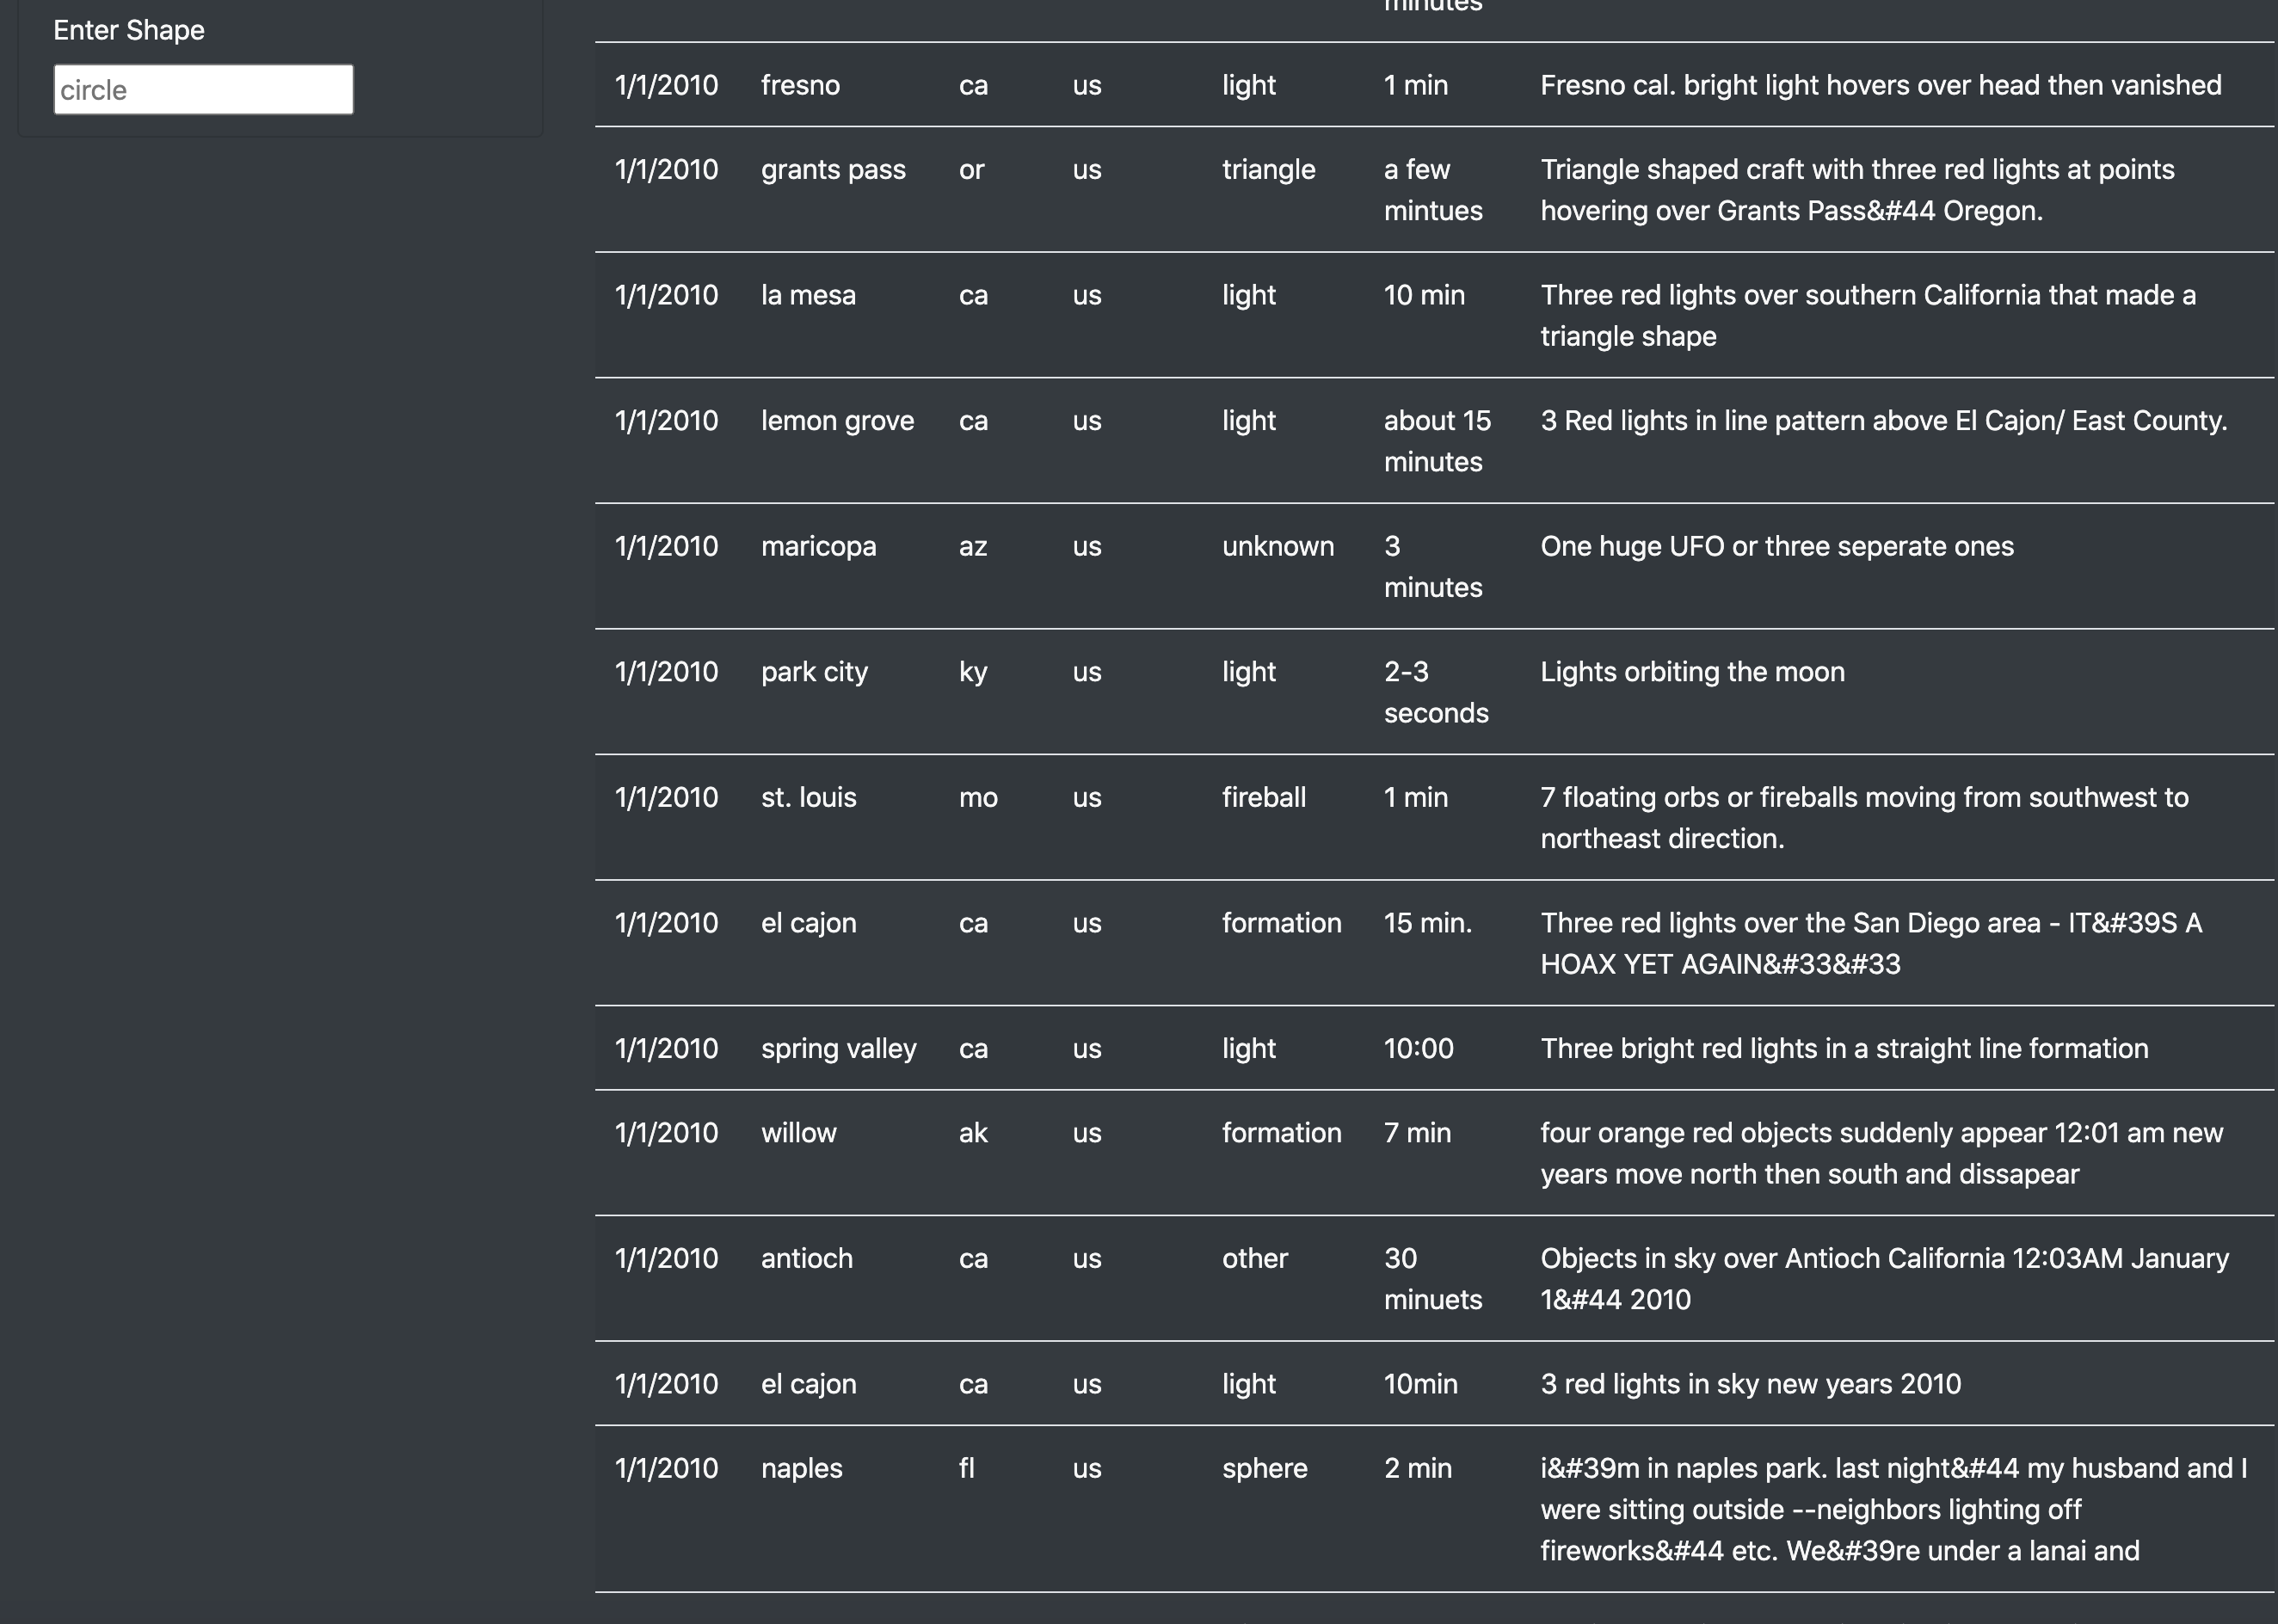 minutes
Enter Shape
circle
1/1/2010 fresno ca us light 1 min Fresno cal. bright light hovers over head then vanished
1/1/2010 grants pass or us triangle a few Triangle shaped craft with three red lights at points
mintues hovering over Grants Pass&#44 Oregon.
1/1/2010 la mesa ca us light 10 min Three red lights over southern California that made a
triangle shape
1/1/2010 lemon grove ca us light about 15 3 Red lights in line pattern above El Cajon/ East County.
minutes
1/1/2010 maricopa az us unknown 3 One huge UFO or three seperate ones
minutes
1/1/2010 park city ky us light 2-3 Lights orbiting the moon
seconds
1/1/2010 st. louis mo us fireball 1 min 7 floating orbs or fireballs moving from southwest to
northeast direction.
1/1/2010 el cajon ca us formation 15 min. Three red lights over the San Diego area - IT&#39S A
HOAX YET AGAIN&#33&#33
1/1/2010 spring valley ca us light 10:00 Three bright red lights in a straight line formation
1/1/2010 willow ak us formation 7 min four orange red objects suddenly appear 12:01 am new
years move north then south and dissapear
1/1/2010 antioch ca us other 30 Objects in sky over Antioch California 12:03AM January
minuets 1&#44 2010
1/1/2010 el cajon ca us light 10min 3 red lights in sky new years 2010
1/1/2010 naples fl us sphere 2 min i&#39m in naples park. last night&#44 my husband and I
were sitting outside --neighbors lighting off
fireworks&#44 etc. We&#39re under a lanai and